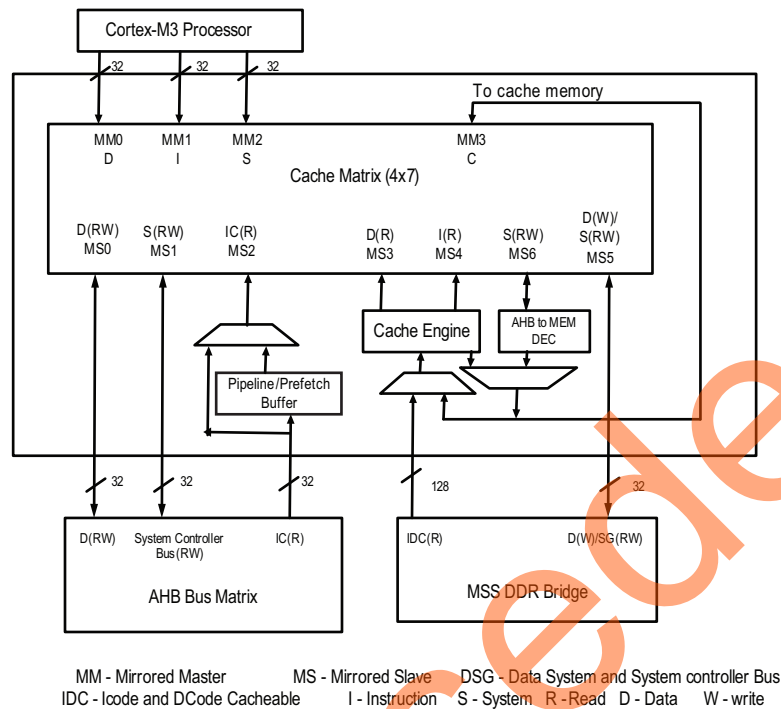 Cortex-M3 Processor
32 32 32
To cache memory
MM0 MM1 MM2 MM3
D I S C
Cache Matrix (4x7)
D(RW) S(RW) IC(R) D(R) I(R) S(RW) D(W)/
S(RW)
MS0 MS1 MS2 MS3 MS4 MS6 MS5
Cache Engine
AHB to MEM
DEC
Pipeline/Prefetch
Buffer
32 32 32 128 32
D(RW) System Controller IC(R) IDC(R) D(W)/SG(RW)
Bus(RW)
AHB Bus Matrix MSS DDR Bridge
MM - Mirrored Master MS - Mirrored Slave DSG - Data System and System controller Bus
IDC - Icode and DCode Cacheable I - Instruction S - System R - Read D - Data W - write